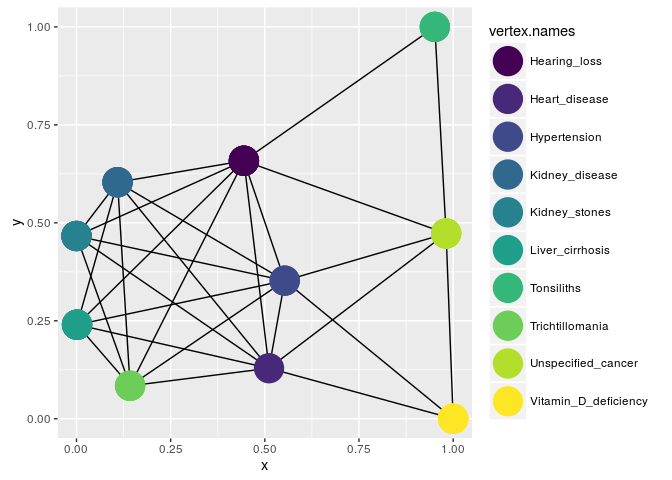 1.00
0.75
0.50
0.25
0.00
y
0.00 0.25 0.50 0.75 1.00
x
vertex.names
Hearing_loss
Heart_disease
Hypertension
Kidney_disease
Kidney_stones
Liver_cirrhosis
Tonsiliths
Trichtillomania
Unspecified_cancer
Vitamin_D_deficiency